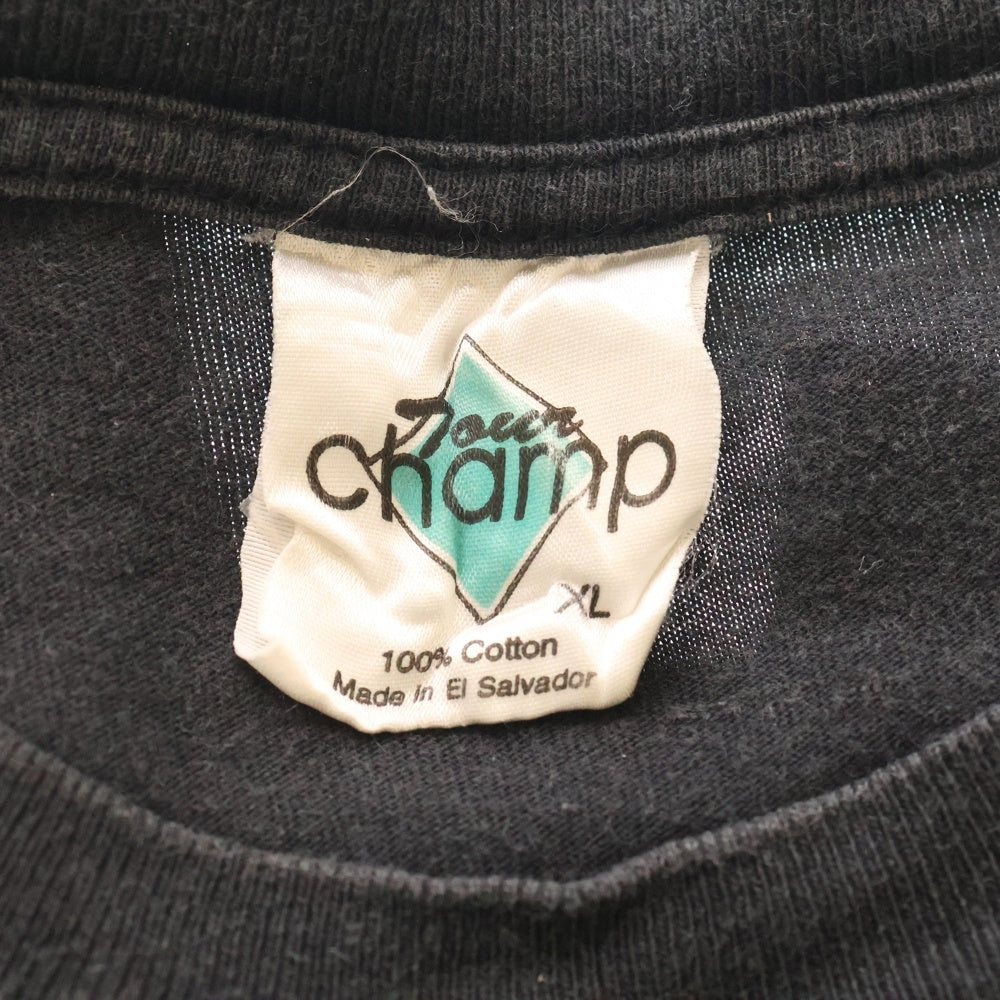 Tour
champ
XL
100% Cotton
Made in El Salvador